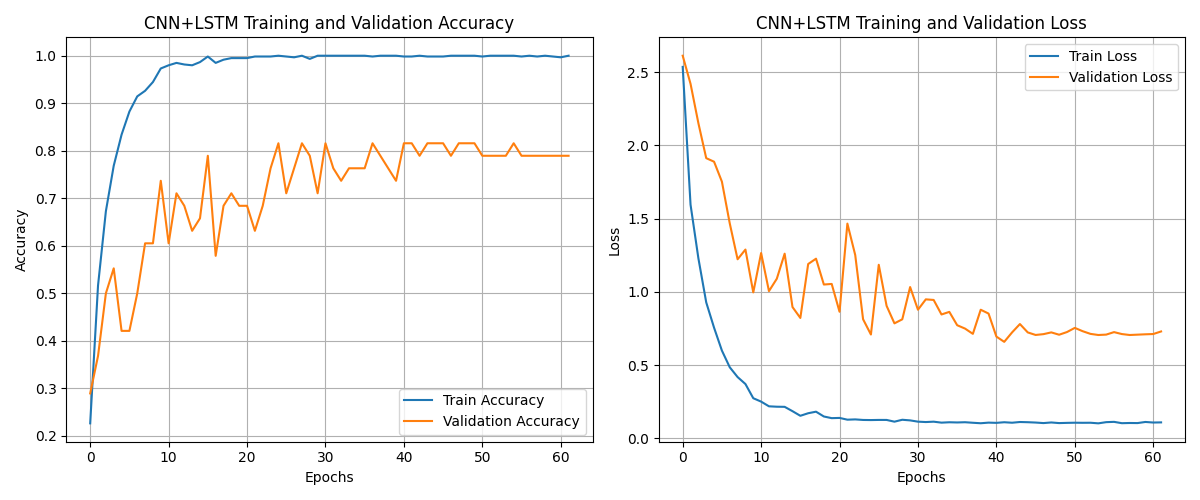 CNN+LSTM Training and Validation Accuracy
1.0
0.9
0.8
0.7
0.6
0.5
0.4
0.3
0.2
Accuracy
Train Accuracy
Validation Accuracy
0 10 20 30 40 50 60
Epochs
CNN+LSTM Training and Validation Loss
Train Loss
Validation Loss
2.5
2.0
1.5
1.0
0.5
0.0
Loss
0 10 20 30 40 50 60
Epochs